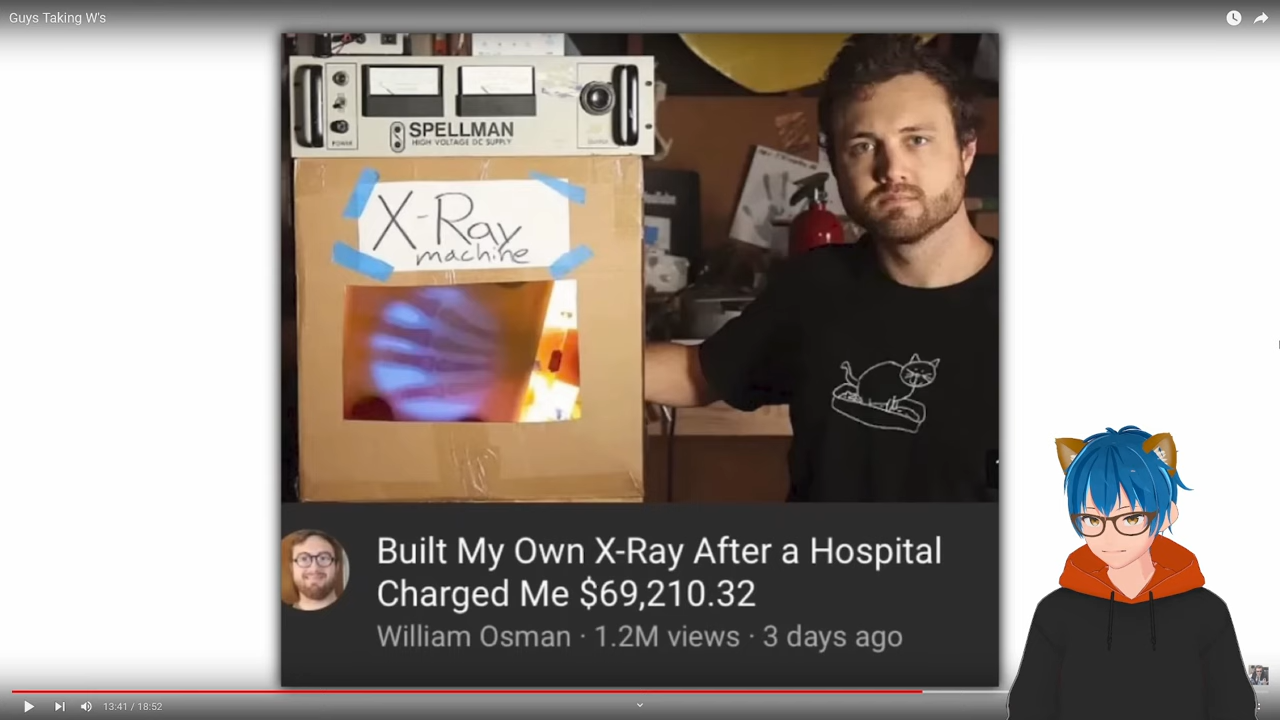 Guys Taking W's
SPELLMAN
HIGH VOLTAGE DC SUPPLY
POWER
X-Ray
machine
Built My Own X-Ray After a Hospital
Charged Me $69,210.32
William Osman · 1.2M views · 3 days ago
13:41 / 18:52